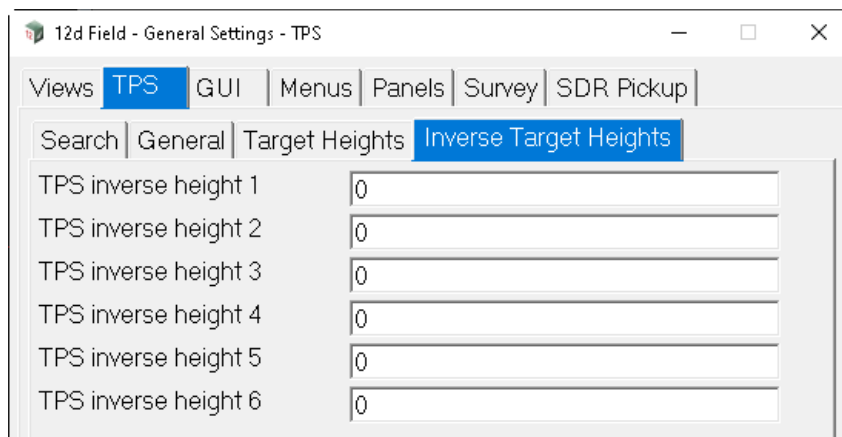 12d Field - General Settings - TPS
Views TPS GUI Menus Panels Survey SDR Pickup
Search General Target Heights Inverse Target Heights
TPS inverse height 1 0
TPS inverse height 2 0
TPS inverse height 3 0
TPS inverse height 4 0
TPS inverse height 5 0
TPS inverse height 6 0